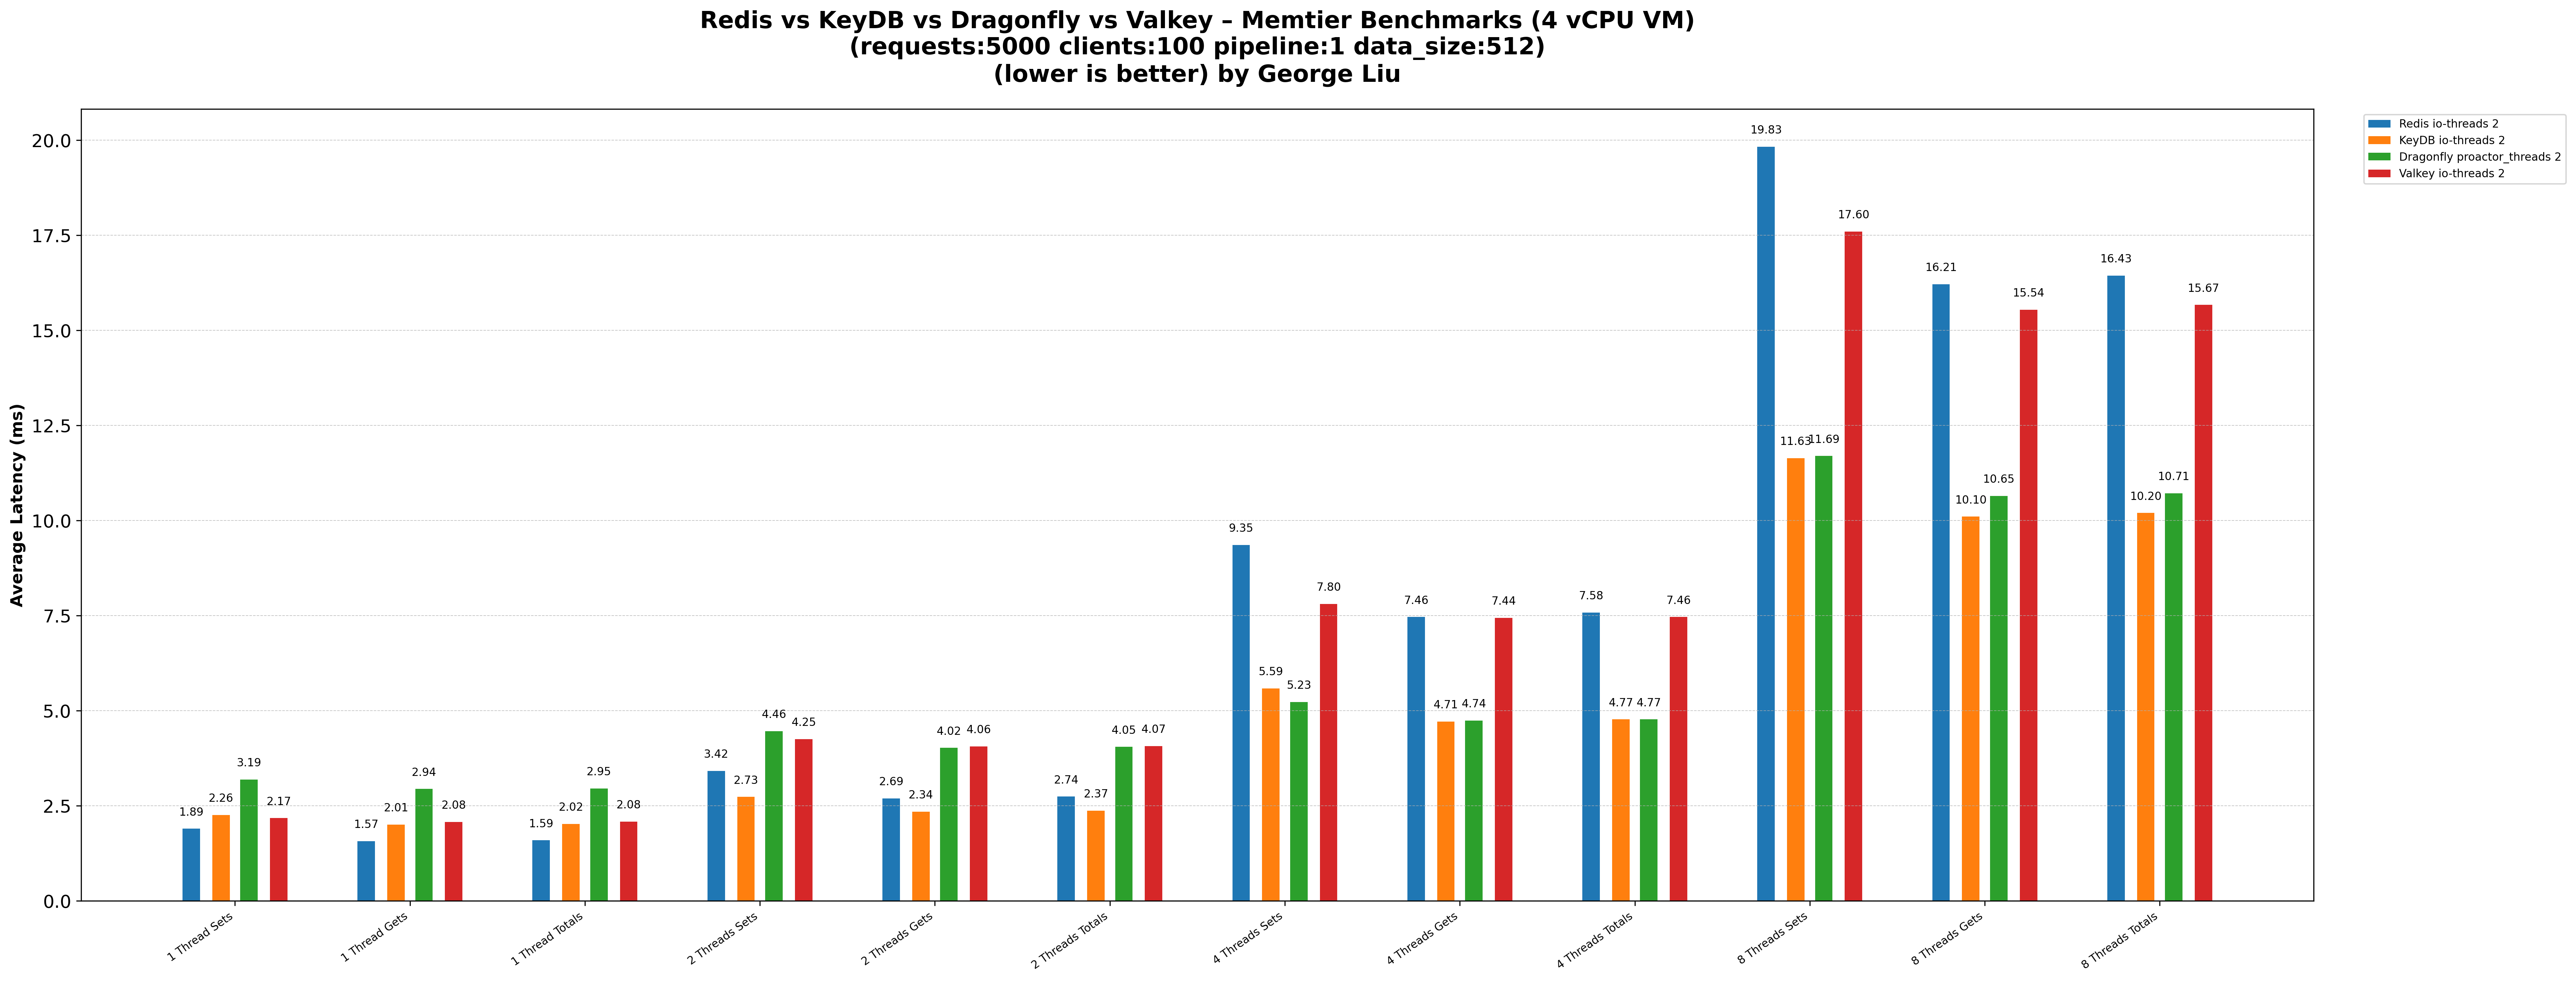 Redis vs KeyDB vs Dragonfly vs Valkey – Memtier Benchmarks (4 vCPU VM)
(requests:5000 clients:100 pipeline:1 data_size:512)
(lower is better) by George Liu
Redis io-threads 2
KeyDB io-threads 2
Dragonfly proactor_threads 2
Valkey io-threads 2
Average Latency (ms)
20.0
17.5
15.0
12.5
10.0
7.5
5.0
2.5
0.0
1.89 2.26 3.19 2.17
1.57 2.01 2.94 2.08
1.59 2.02 2.95 2.08
3.42 2.73 4.46 4.25
2.69 2.34 4.02 4.06
2.74 2.37 4.05 4.07
9.35 5.59 5.23 7.80
7.46 4.71 4.74 7.44
7.58 4.77 4.77 7.46
19.83 11.63 11.69 17.60
16.21 10.10 10.65 15.54
16.43 10.20 10.71 15.67
1 Thread Sets
1 Thread Gets
1 Thread Totals
2 Threads Sets
2 Threads Gets
2 Threads Totals
4 Threads Sets
4 Threads Gets
4 Threads Totals
8 Threads Sets
8 Threads Gets
8 Threads Totals